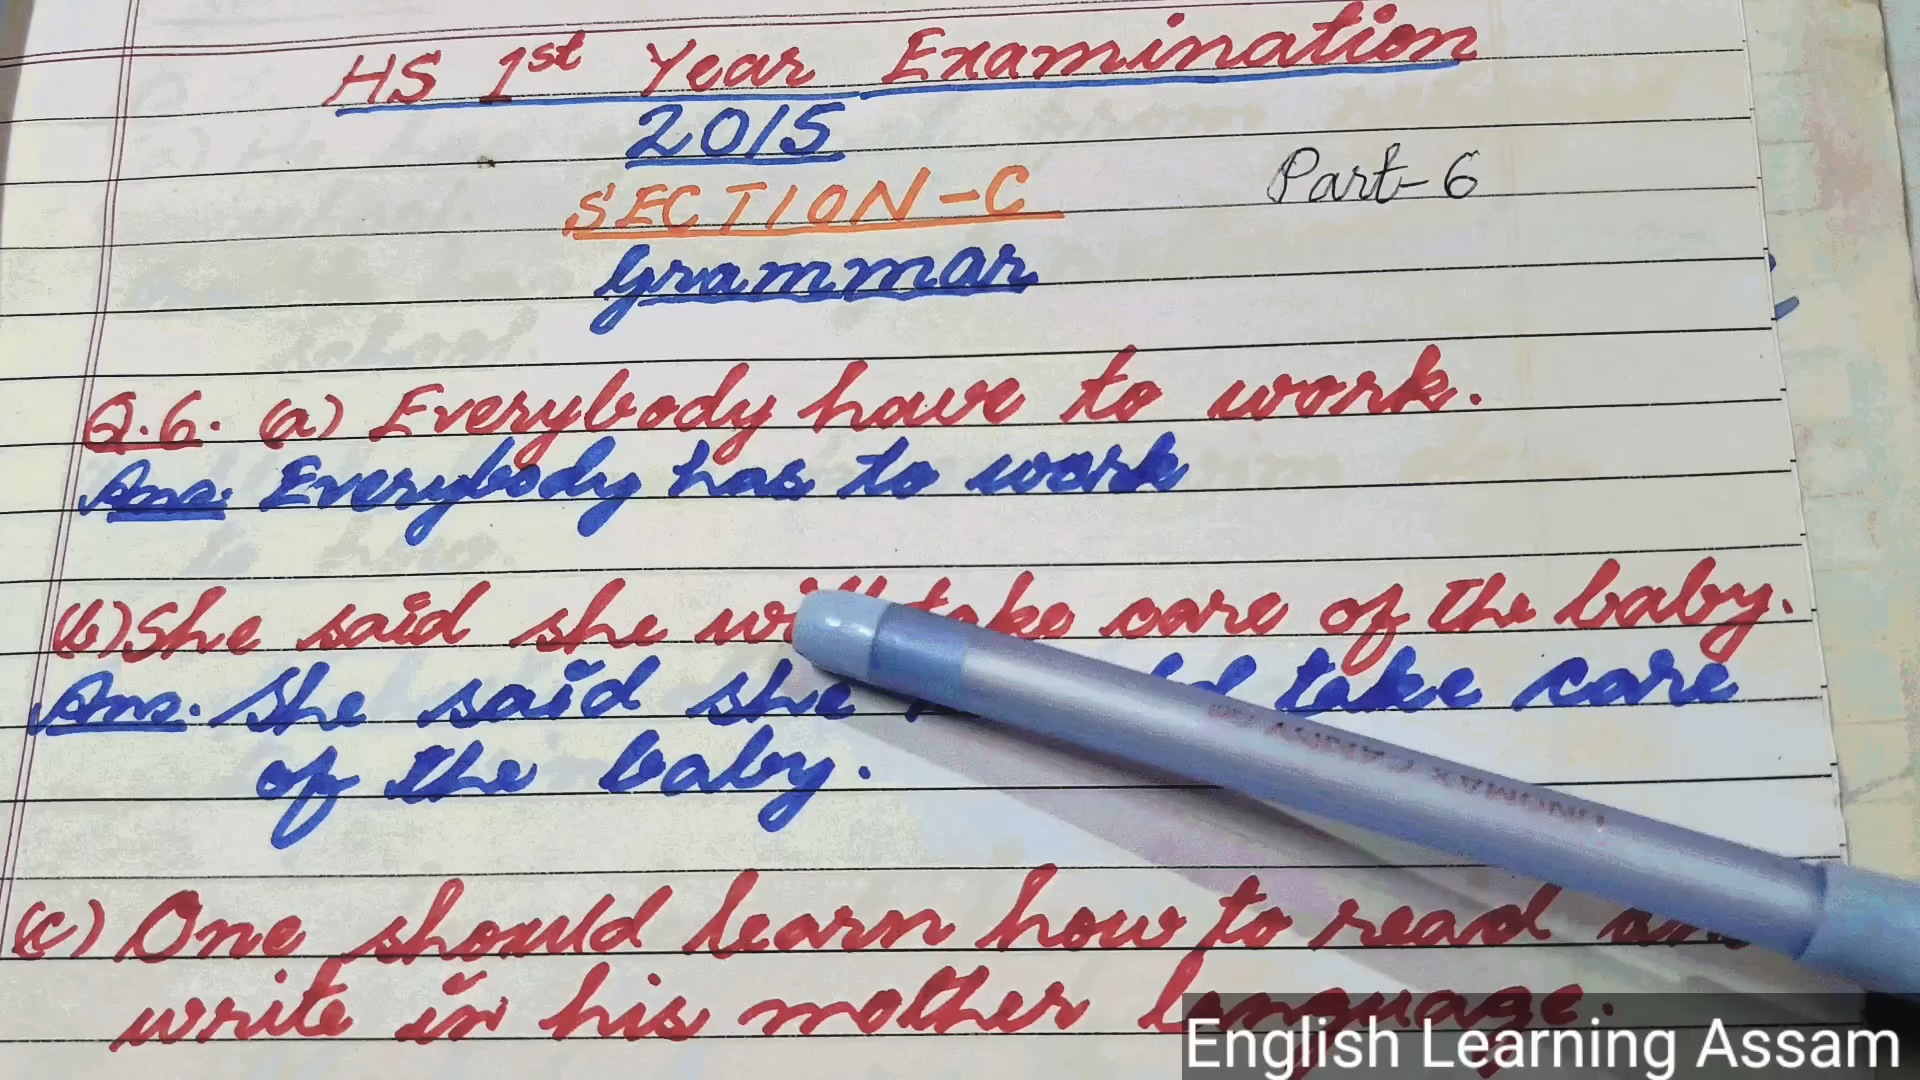 HS 1st Year Examination
2015
SECTION-C
Part-6
Grammar
Q.6. (a) Everybody have to work.
Ans. Everybody has to work
(b) She said she will take care of the baby.
Ans. She said she take care
of the baby.
(c) One should learn how to read
write in his mother language.
English Learning Assam